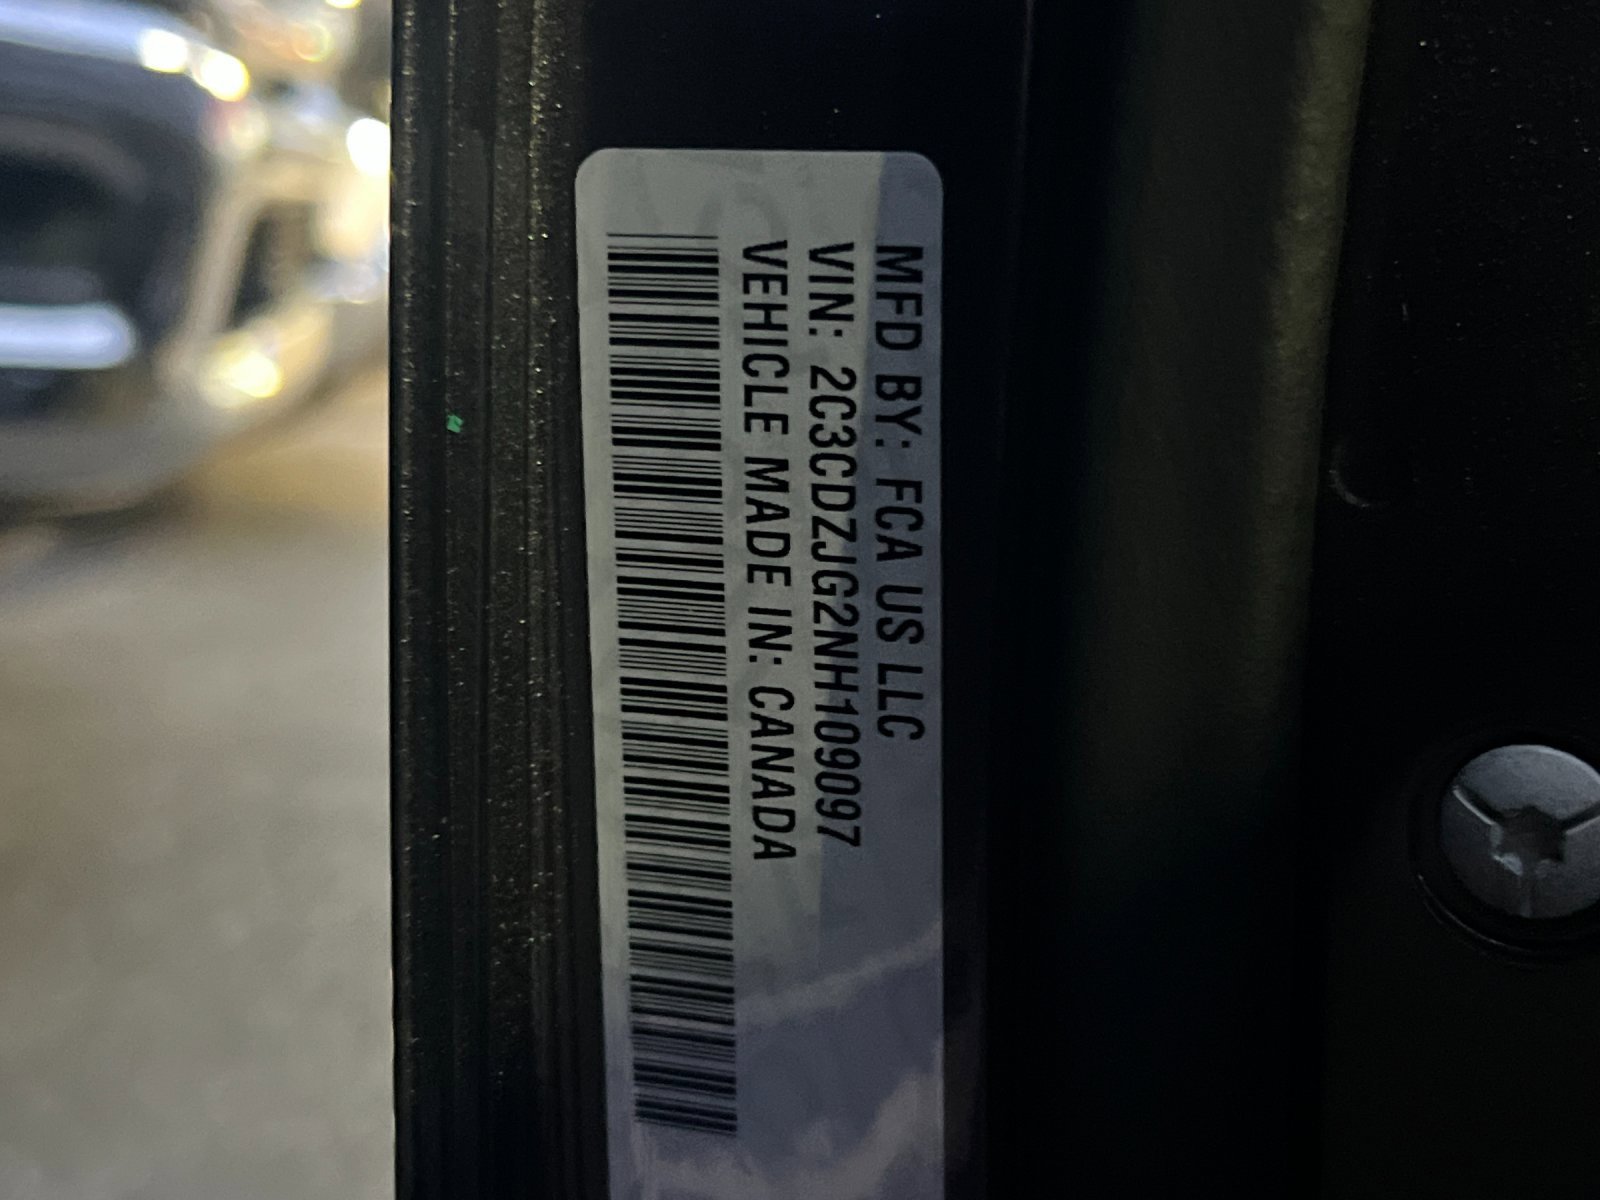 MFD BY: FCA US LLC
VIN: 2C3CDZJG2NH109097
VEHICLE MADE IN: CANADA